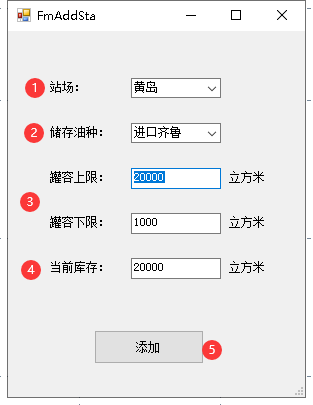 FmAddSta
1 站场： 黄岛
2 储存油种： 进口齐鲁
罐容上限： 20000 立方米
3
罐容下限： 1000 立方米
4 当前库存： 20000 立方米
添加 5